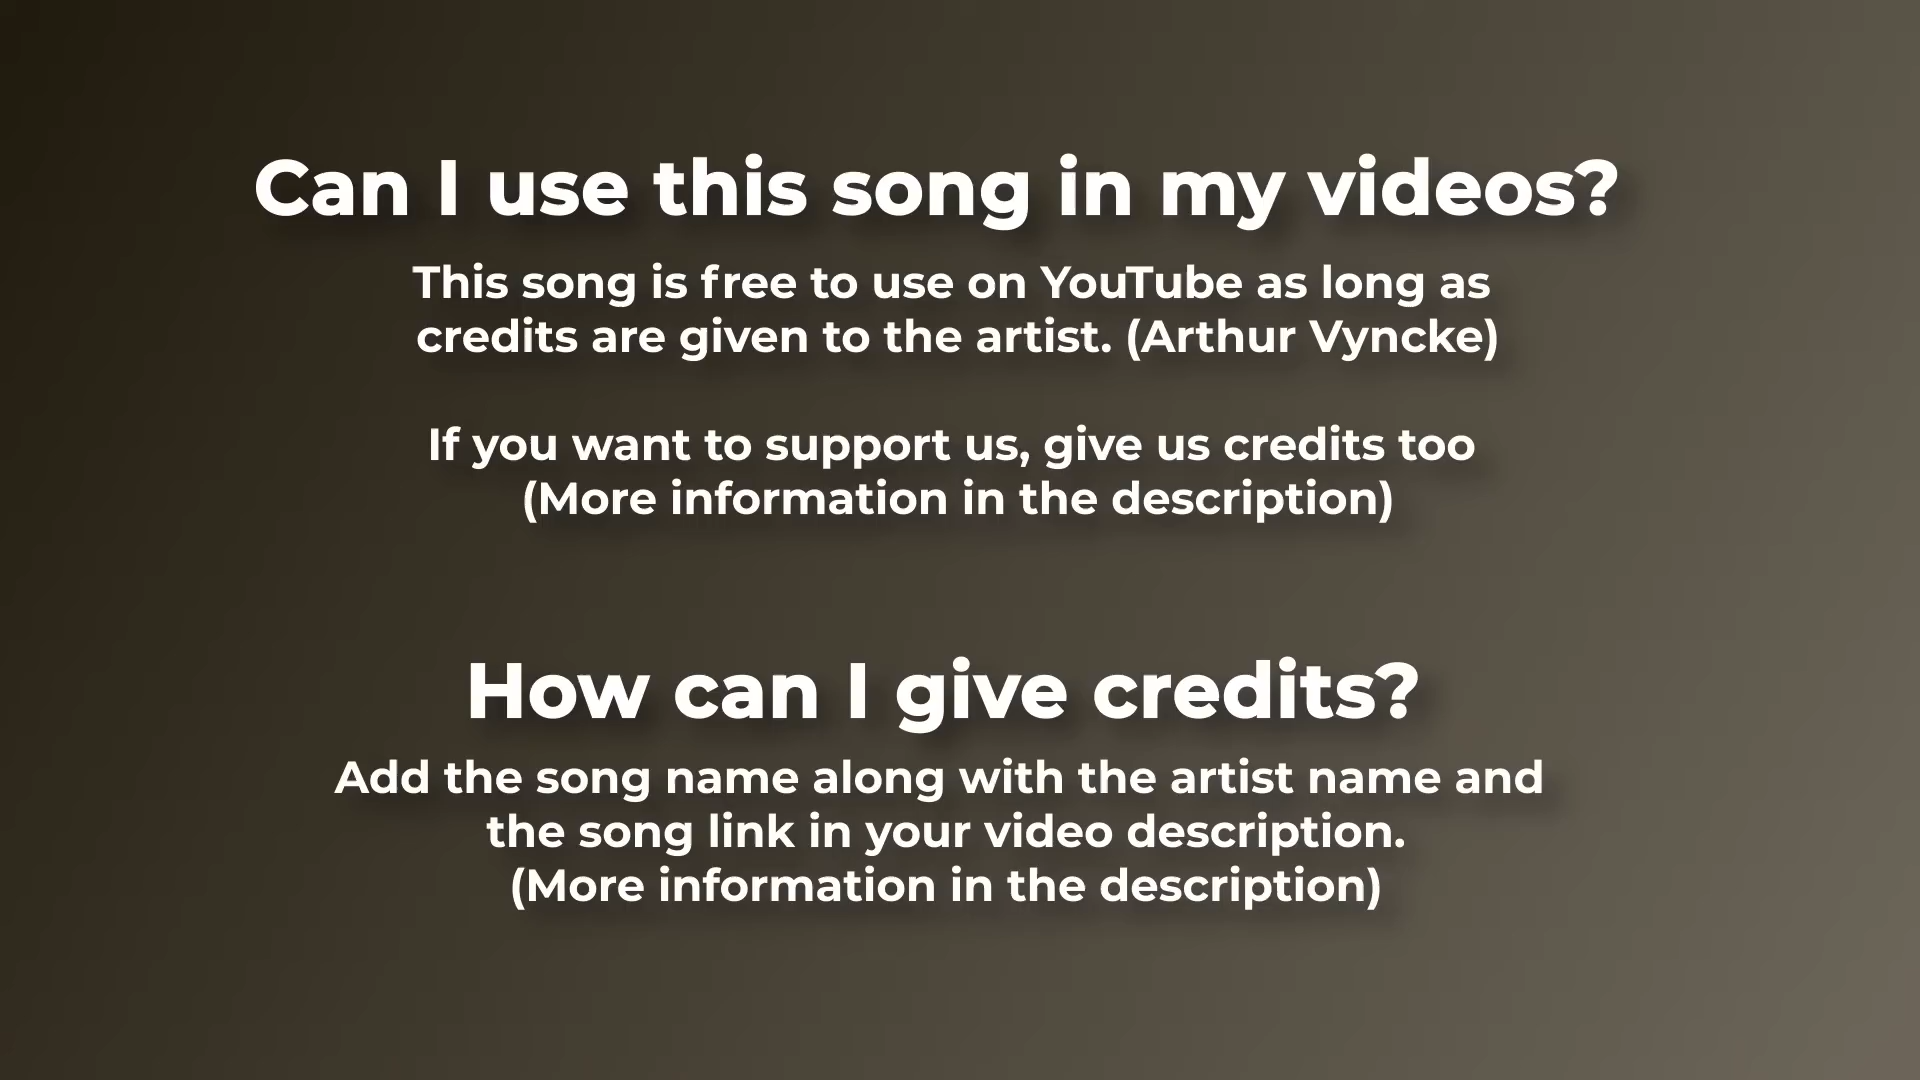 Can I use this song in my videos?
This song is free to use on YouTube as long as
credits are given to the artist. (Arthur Vyncke)
If you want to support us, give us credits too
(More information in the description)
How can I give credits?
Add the song name along with the artist name and
the song link in your video description.
(More information in the description)